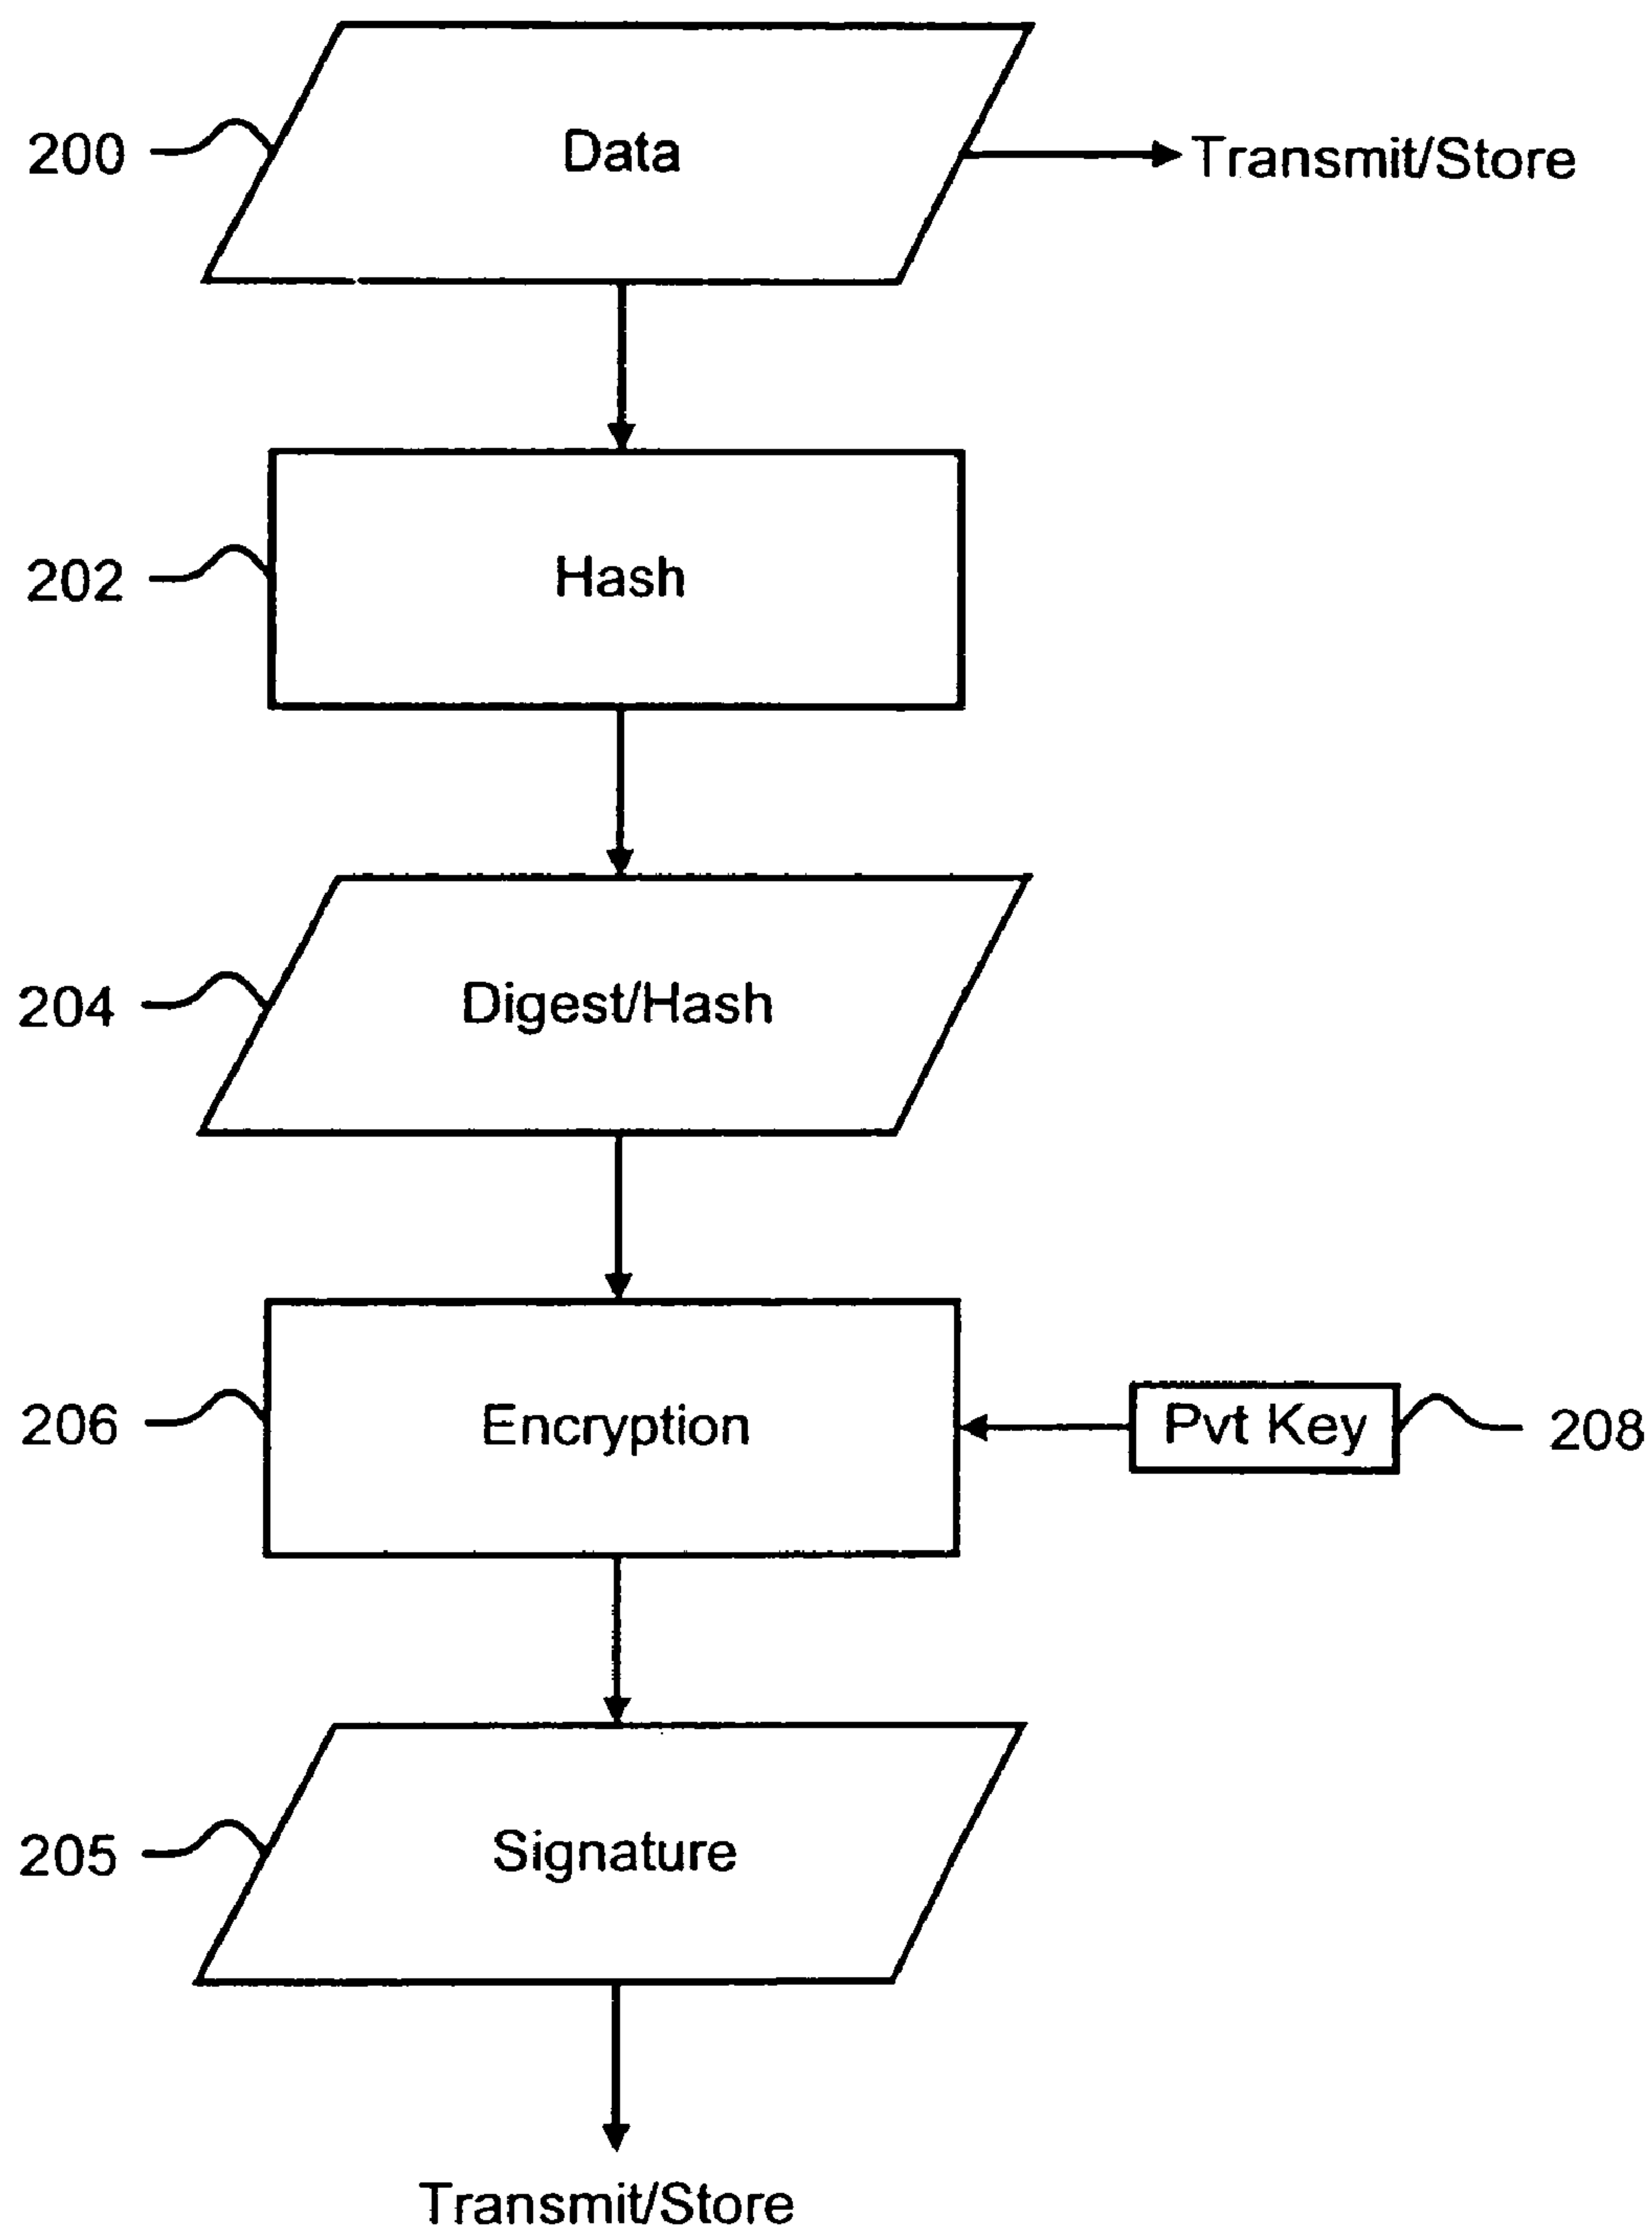 200
Data
Transmit/Store
202
Hash
204
Digest/Hash
206
Encryption
Pvt Key
208
205
Signature
Transmit/Store